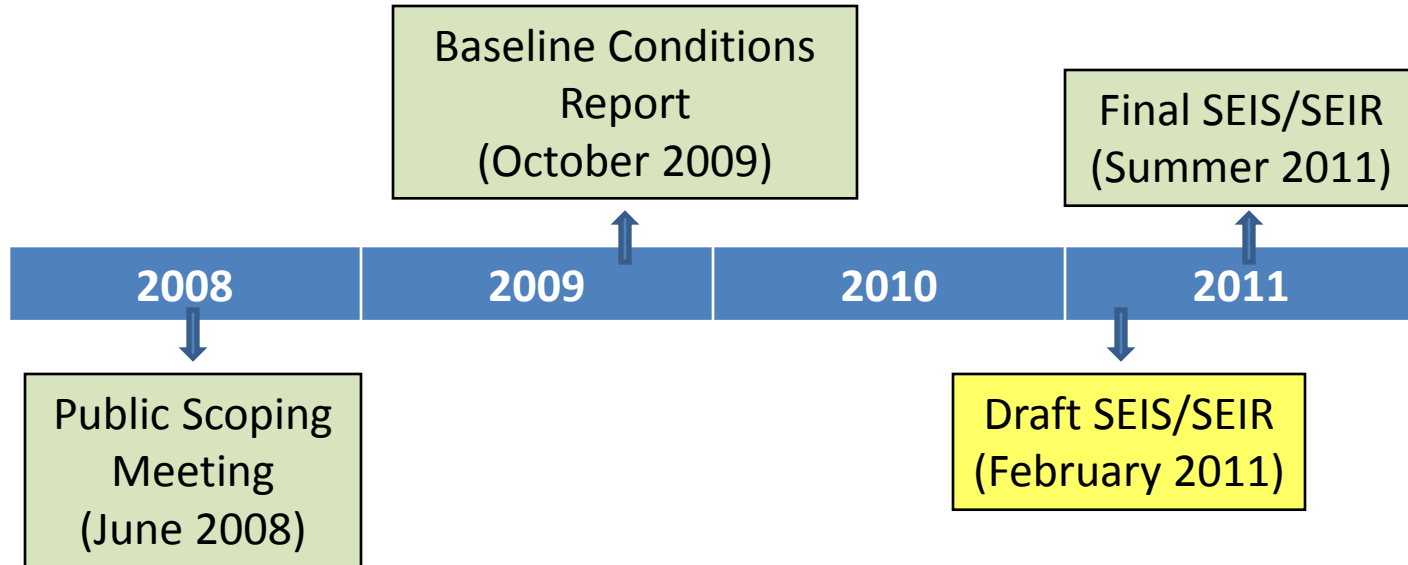 Baseline Conditions
Report
(October 2009)
Final SEIS/SEIR
(Summer 2011)
2008
2009
2010
2011
Public Scoping
Meeting
(June 2008)
Draft SEIS/SEIR
(February 2011)